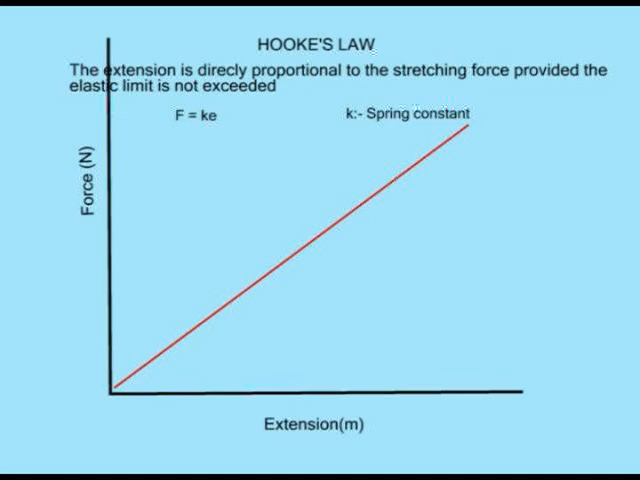 HOOKE'S LAW
The extension is direcly proportional to the stretching force provided the
elastic limit is not exceeded
F = ke
k:- Spring constant
Force (N)
Extension(m)